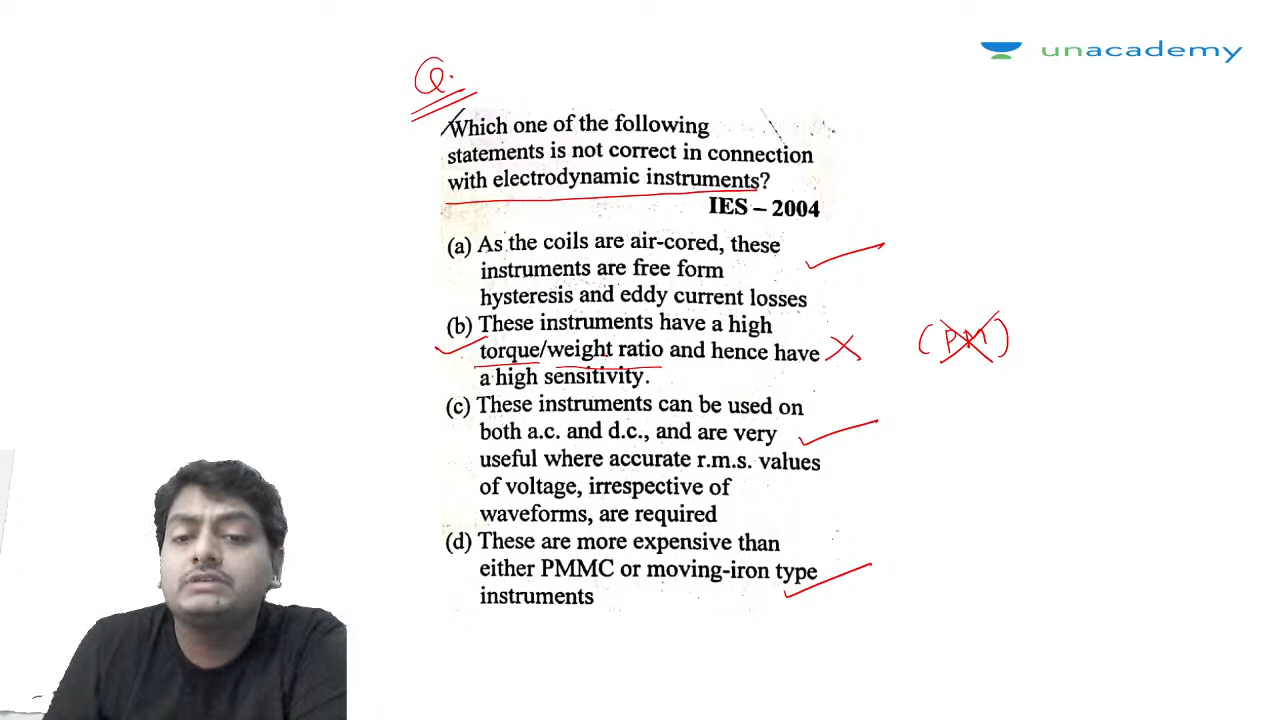 unacademy
Q.
Which one of the following
statements is not correct in connection
with electrodynamic instruments?
IES – 2004
(a) As the coils are air-cored, these
instruments are free form
hysteresis and eddy current losses
(b) These instruments have a high
torque/weight ratio and hence have
a high sensitivity.
(PM)
(c) These instruments can be used on
both a.c. and d.c., and are very
useful where accurate r.m.s. values
of voltage, irrespective of
waveforms, are required
(d) These are more expensive than
either PMMC or moving-iron type
instruments